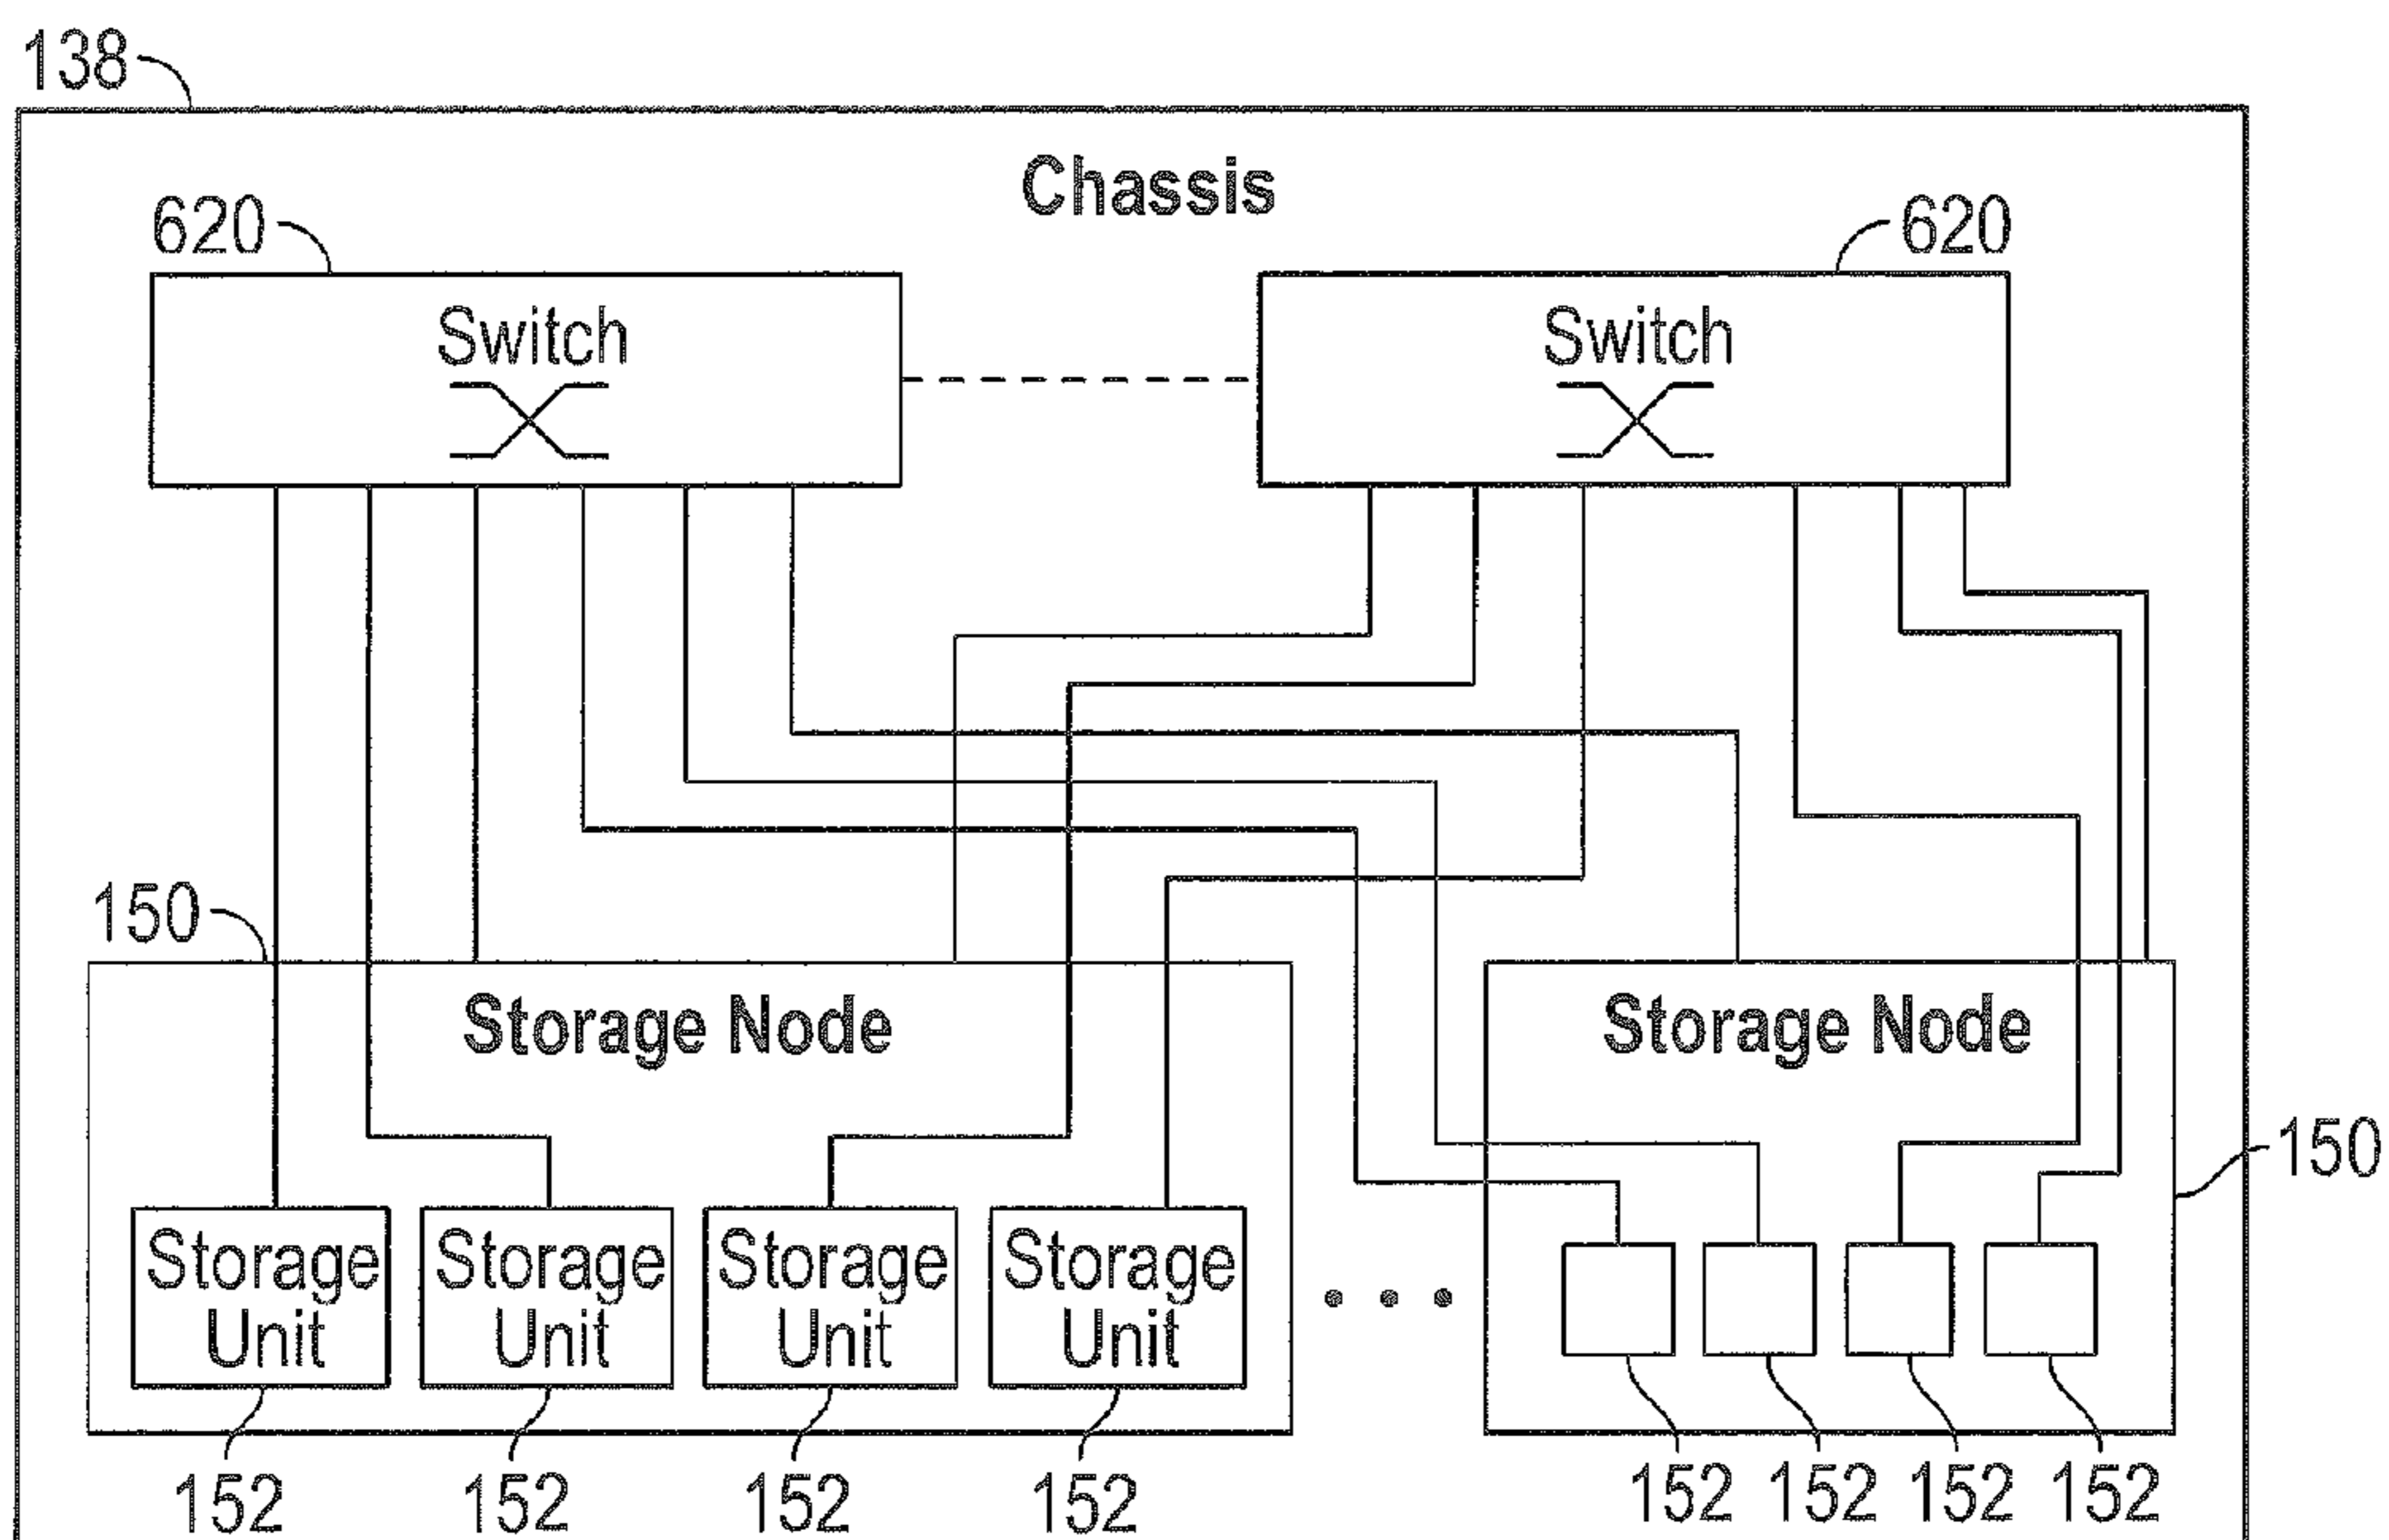 138
Chassis
620
620
Switch
Switch
150
Storage Node
Storage Node
150
Storage
Unit
Storage
Unit
Storage
Unit
Storage
Unit
152
152
152
152
152
152
152
152